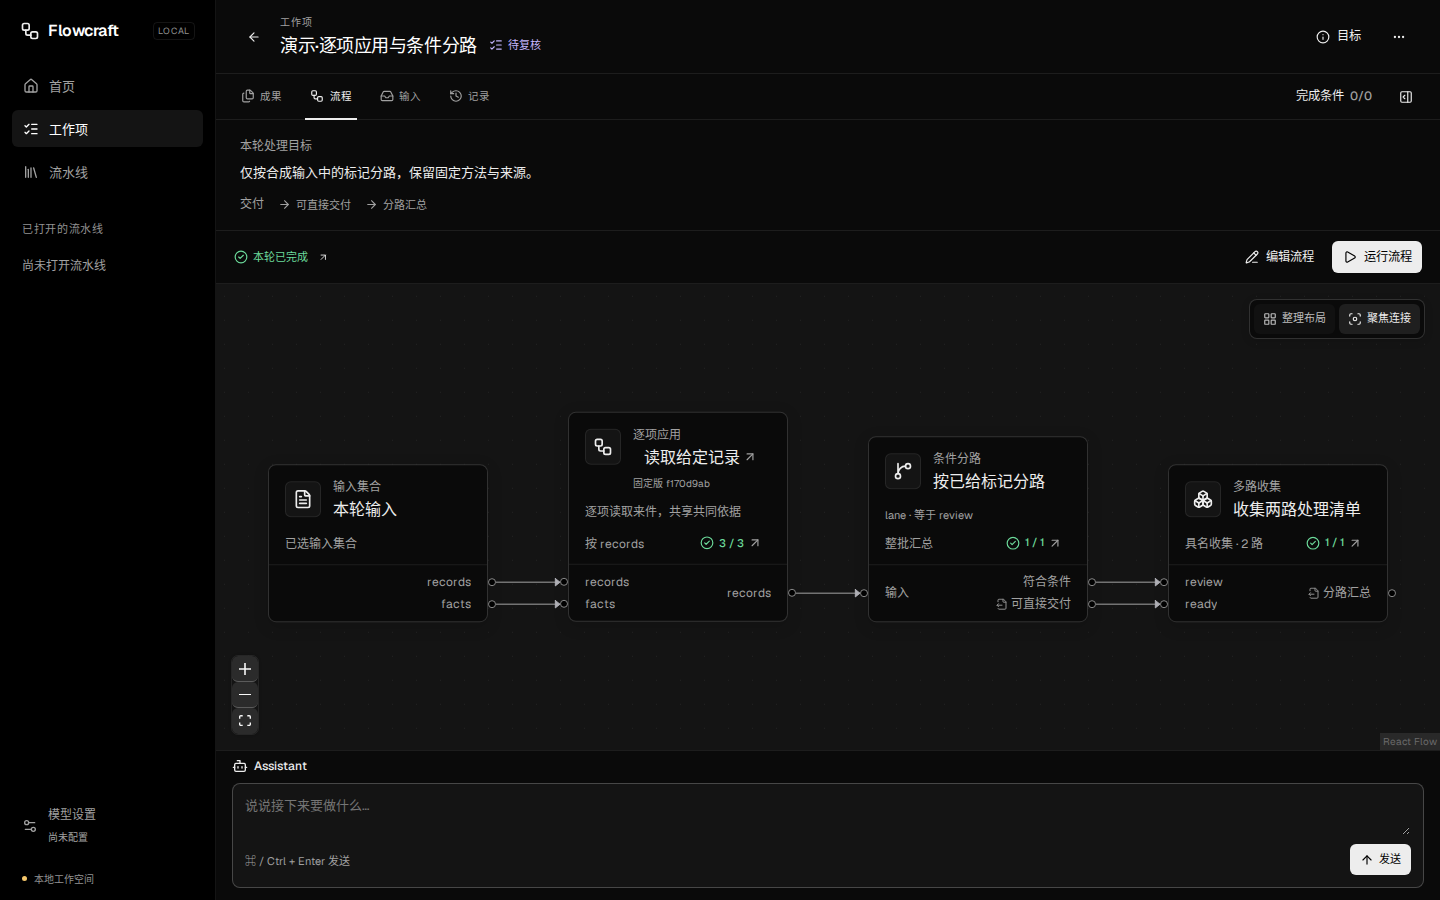 Flowcraft
LOCAL
首页
工作项
流水线
已打开的流水线
尚未打开流水线
模型设置
尚未配置
本地工作空间
工作项
演示·逐项应用与条件分路
待复核
目标
成果
流程
输入
记录
完成条件 0/0
本轮处理目标
仅按合成输入中的标记分路，保留固定方法与来源。
交付
可直接交付
分路汇总
本轮已完成
编辑流程
运行流程
整理布局
聚焦连接
输入集合
本轮输入
已选输入集合
records
facts
逐项应用
读取给定记录
固定版 f170d9ab
逐项读取来件，共享共同依据
按 records
3 / 3
records
facts
records
条件分路
按已给标记分路
lane · 等于 review
整批汇总
1 / 1
输入
符合条件
可直接交付
多路收集
收集两路处理清单
具名收集 · 2 路
1 / 1
review
ready
分路汇总
React Flow
Assistant
说说接下来要做什么...
⌘ / Ctrl + Enter 发送
发送